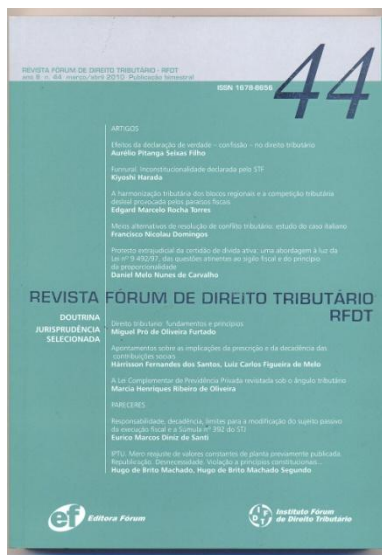 REVISTA FÓRUM DE DIREITO TRIBUTÁRIO - RFDT
ano 8 n. 44 março/abril 2010 Publicação bimestral
ISSN 1678-8656
44
ARTIGOS
Efeitos da declaração de verdade – confissão – no direito tributário
Aurélio Pitanga Seixas Filho
Funrural. Inconstitucionalidade declarada pelo STF
Kiyoshi Harada
A harmonização tributária dos blocos regionais e a competição tributária
desleal provocada pelos paraísos fiscais
Edgard Marcelo Rocha Torres
Meios alternativos de resolução de conflito tributário: estudo do caso italiano
Francisco Nicolau Domingos
Protesto extrajudicial da certidão de dívida ativa: uma abordagem à luz da
Lei nº 9.492/97, das questões atinentes ao sigilo fiscal e do princípio
da proporcionalidade
Daniel Melo Nunes de Carvalho
REVISTA FÓRUM DE DIREITO TRIBUTÁRIO
RFDT
DOUTRINA
JURISPRUDÊNCIA
SELECIONADA
Direito tributário: fundamentos e princípios
Miguel Pró de Oliveira Furtado
Apontamentos sobre as implicações da prescrição e da decadência das
contribuições sociais
Hárrisson Fernandes dos Santos, Luiz Carlos Figueira de Melo
A Lei Complementar de Previdência Privada revisitada sob o ângulo tributário
Marcia Henriques Ribeiro de Oliveira
PARECERES
Responsabilidade, decadência, limites para a modificação do sujeito passivo
da execução fiscal e a Súmula nº 392 do STJ
Eurico Marcos Diniz de Santi
IPTU. Mero reajuste de valores constantes de planta previamente publicada.
Republicação. Desnecessidade. Violação a princípios constitucionais...
Hugo de Brito Machado, Hugo de Brito Machado Segundo
ef Editora Fórum
IFDT Instituto Fórum
de Direito Tributário